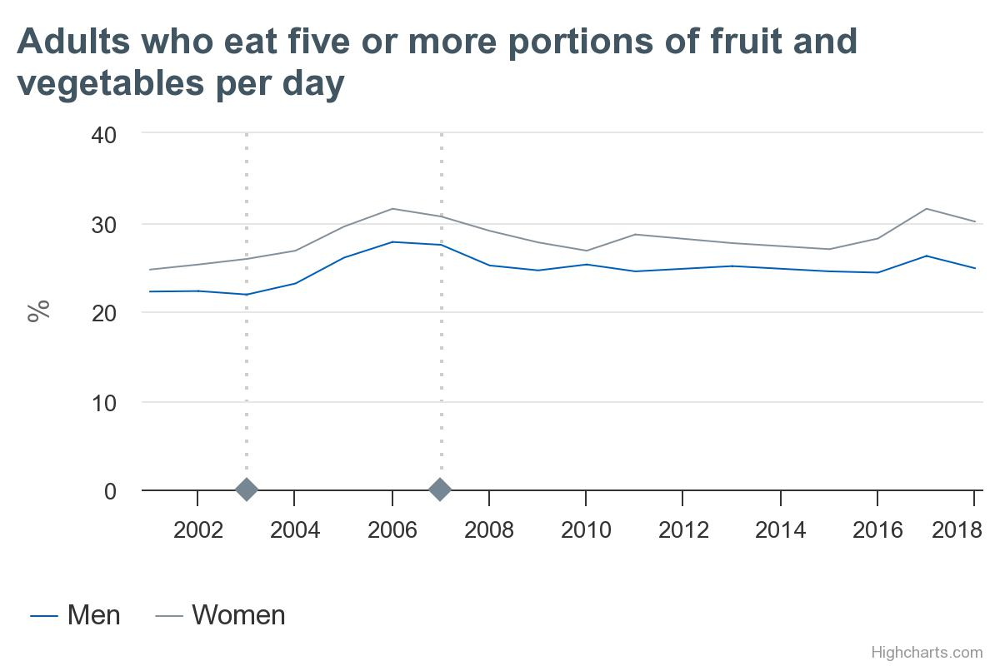 Adults who eat five or more portions of fruit and
vegetables per day
40
30
20
10
0
%
2002 2004 2006 2008 2010 2012 2014 2016 2018
Men Women
Highcharts.com